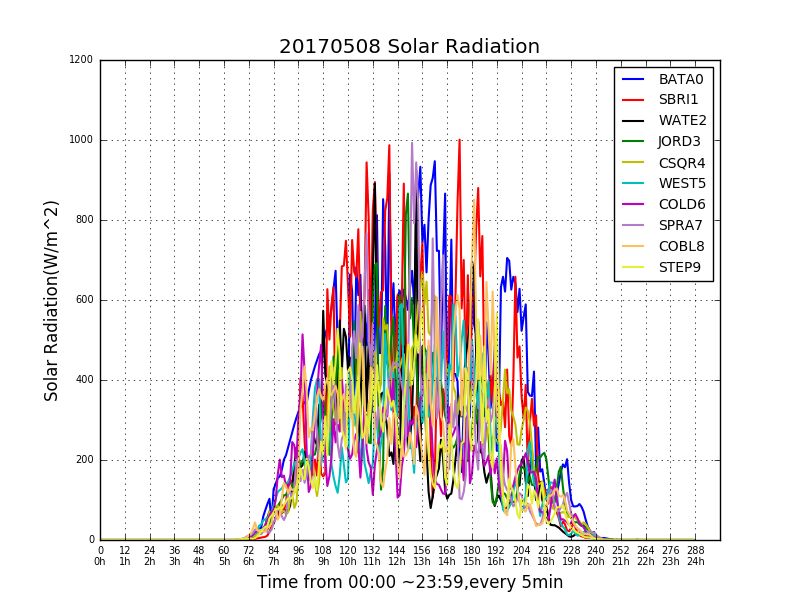 20170508 Solar Radiation
1200
1000
800
600
400
200
0
Solar Radiation(W/m^2)
BATA0
SBRI1
WATE2
JORD3
CSQR4
WEST5
COLD6
SPRA7
COBL8
STEP9
0 12 24 36 48 60 72 84 96 108 120 132 144 156 168 180 192 204 216 228 240 252 264 276 288
0h 1h 2h 3h 4h 5h 6h 7h 8h 9h 10h 11h 12h 13h 14h 15h 16h 17h 18h 19h 20h 21h 22h 23h 24h
Time from 00:00 ~23:59,every 5min